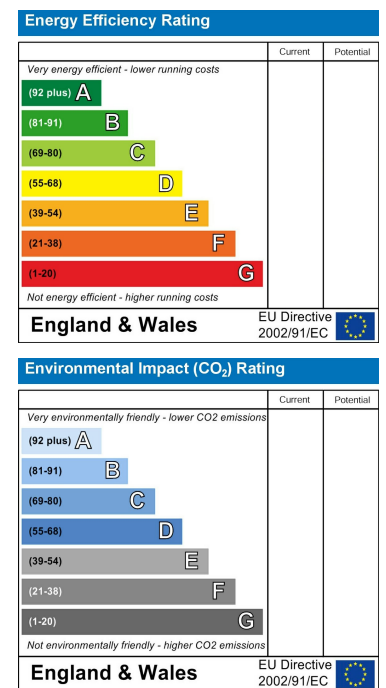 Energy Efficiency Rating
Current Potential
Very energy efficient - lower running costs
(92 plus) A
(81-91) B
(69-80) C
(55-68) D
(39-54) E
(21-38) F
(1-20) G
Not energy efficient - higher running costs
England & Wales
EU Directive
2002/91/EC
Environmental Impact (CO₂) Rating
Current Potential
Very environmentally friendly - lower CO2 emissions
(92 plus) A
(81-91) B
(69-80) C
(55-68) D
(39-54) E
(21-38) F
(1-20) G
Not environmentally friendly - higher CO2 emissions
England & Wales
EU Directive
2002/91/EC